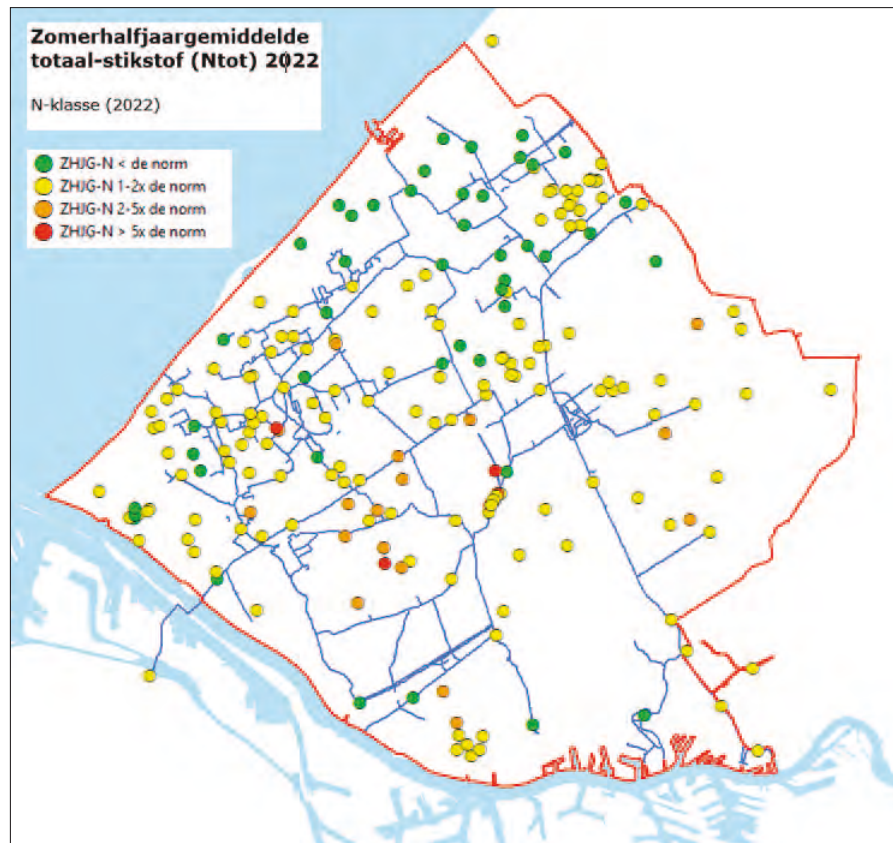 Zomerhalfjaargemiddelde
totaal-stikstof (Ntot) 2022
N-klasse (2022)
ZHJG-N < de norm
ZHJG-N 1-2x de norm
ZHJG-N 2-5x de norm
ZHJG-N > 5x de norm